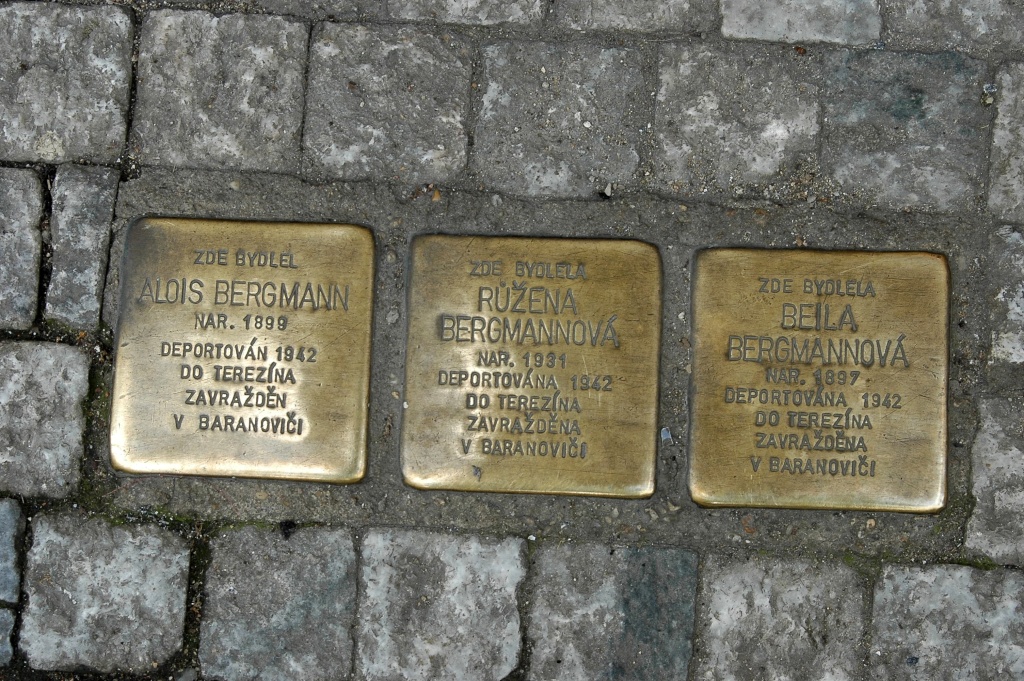 ZDE BYDLEL
ALOIS BERGMANN
NAR. 1899
DEPORTOVÁN 1942
DO TEREZÍNA
ZAVRAŽDĚN
V BARANOVIČI
ZDE BYDLELA
RŮŽENA
BERGMANNOVÁ
NAR. 1931
DEPORTOVÁNA 1942
DO TEREZÍNA
ZAVRAŽDĚNA
V BARANOVIČI
ZDE BYDLELA
BEILA
BERGMANNOVÁ
NAR. 1897
DEPORTOVÁNA 1942
DO TEREZÍNA
ZAVRAŽDĚNA
V BARANOVIČI